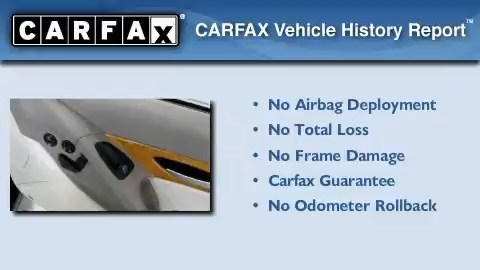 CARFAX® CARFAX Vehicle History Report™
• No Airbag Deployment
• No Total Loss
• No Frame Damage
• Carfax Guarantee
• No Odometer Rollback